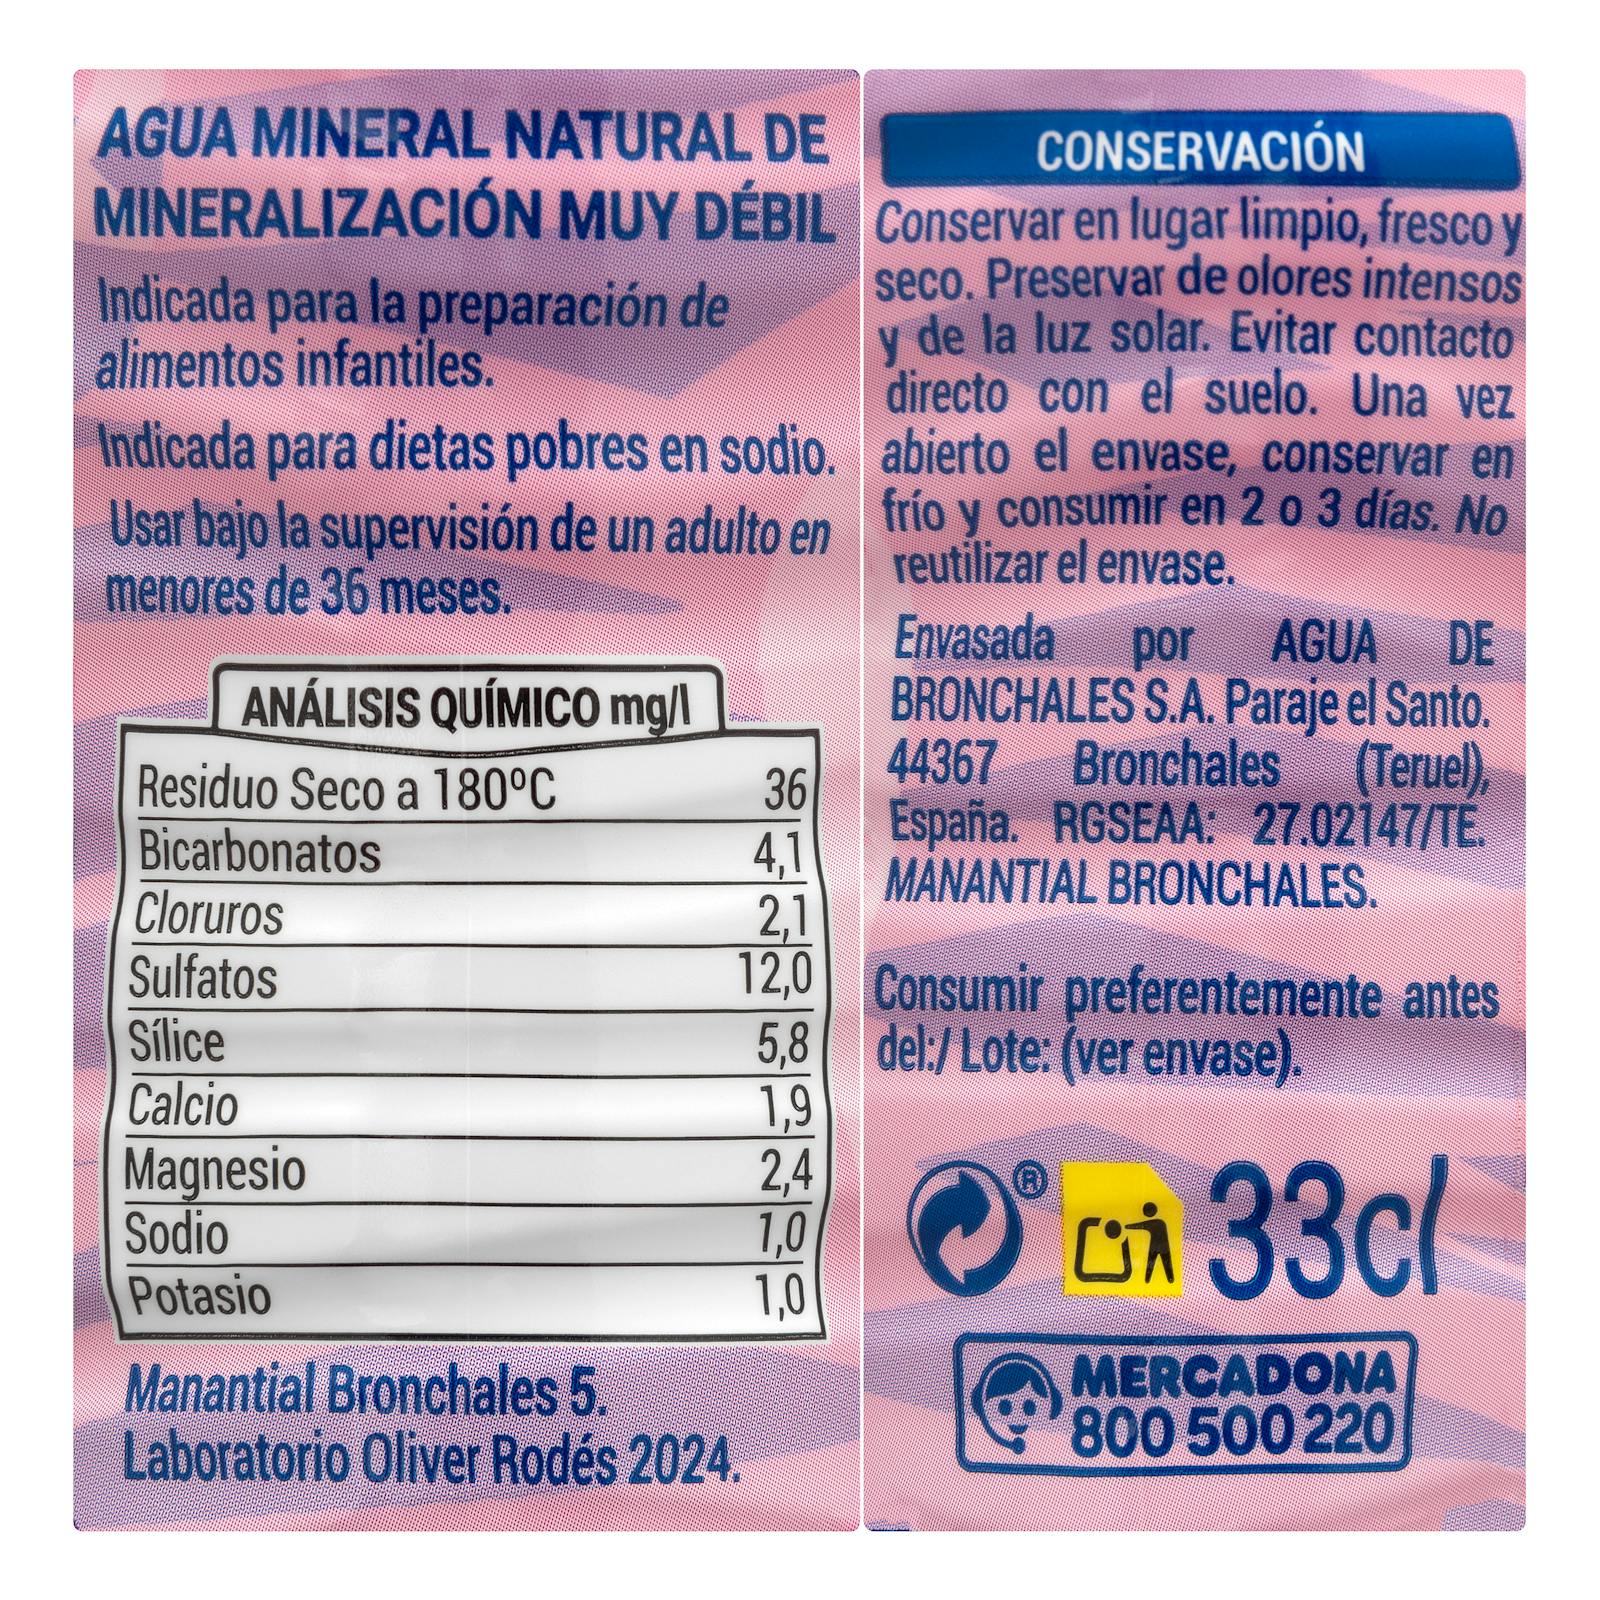 AGUA MINERAL NATURAL DE
MINERALIZACIÓN MUY DÉBIL
Indicada para la preparación de
alimentos infantiles.
Indicada para dietas pobres en sodio.
Usar bajo la supervisión de un adulto en
menores de 36 meses.
ANÁLISIS QUÍMICO mg/l
Residuo Seco a 180ºC 36
Bicarbonatos 4,1
Cloruros 2,1
Sulfatos 12,0
Sílice 5,8
Calcio 1,9
Magnesio 2,4
Sodio 1,0
Potasio 1,0
Manantial Bronchales 5.
Laboratorio Oliver Rodés 2024.
CONSERVACIÓN
Conservar en lugar limpio, fresco y
seco. Preservar de olores intensos
y de la luz solar. Evitar contacto
directo con el suelo. Una vez
abierto el envase, conservar en
frío y consumir en 2 o 3 días. No
reutilizar el envase.
Envasada por AGUA DE
BRONCHALES S.A. Paraje el Santo.
44367 Bronchales (Teruel),
España. RGSEAA: 27.02147/TE.
MANANTIAL BRONCHALES.
Consumir preferentemente antes
del:/ Lote: (ver envase).
® 33cl
MERCADONA
800 500 220